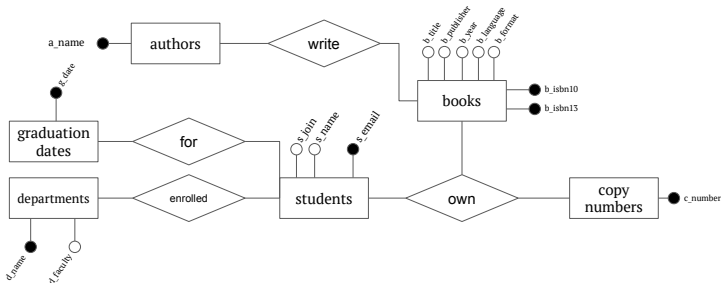 a_name
authors
write
b_title
b_publisher
b_year
b_language
b_format
books
b_isbn10
b_isbn13
g_date
graduation
dates
for
s_join
s_name
s_email
departments
enrolled
students
own
copy
numbers
c_number
d_name
d_faculty